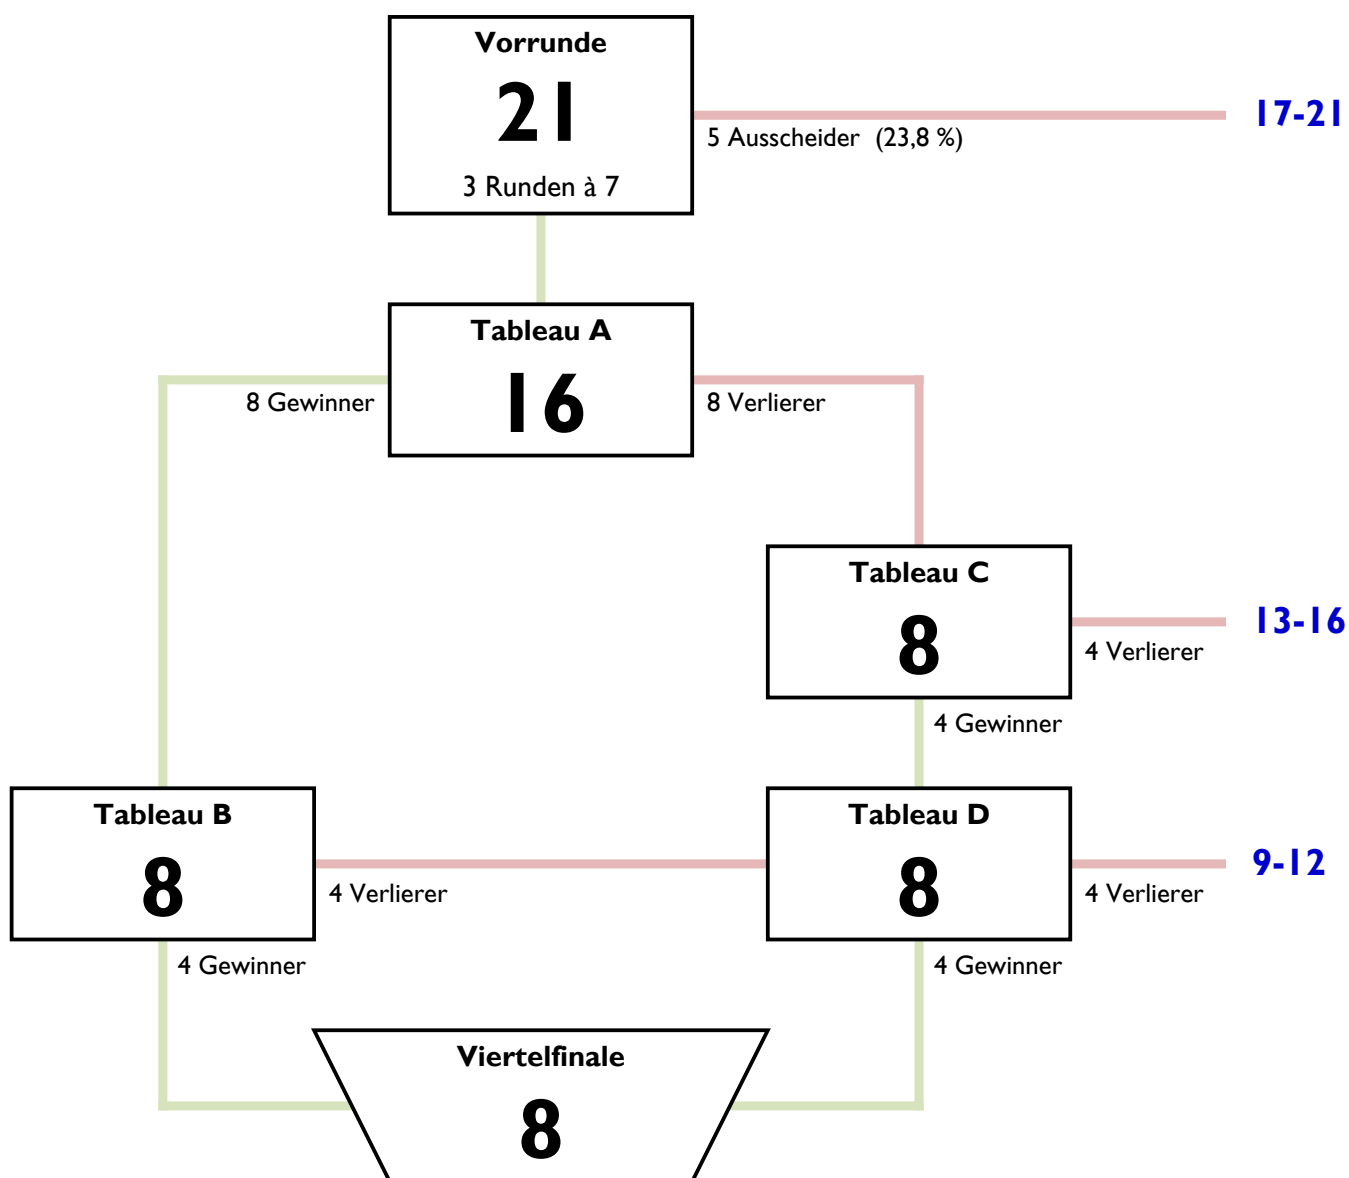 Vorrunde
21
3 Runden à 7
5 Ausscheider (23,8 %)
17-21
Tableau A
16
8 Gewinner
8 Verlierer
Tableau C
8
4 Verlierer
13-16
4 Gewinner
Tableau B
8
4 Verlierer
4 Gewinner
Tableau D
8
4 Verlierer
9-12
4 Gewinner
Viertelfinale
8